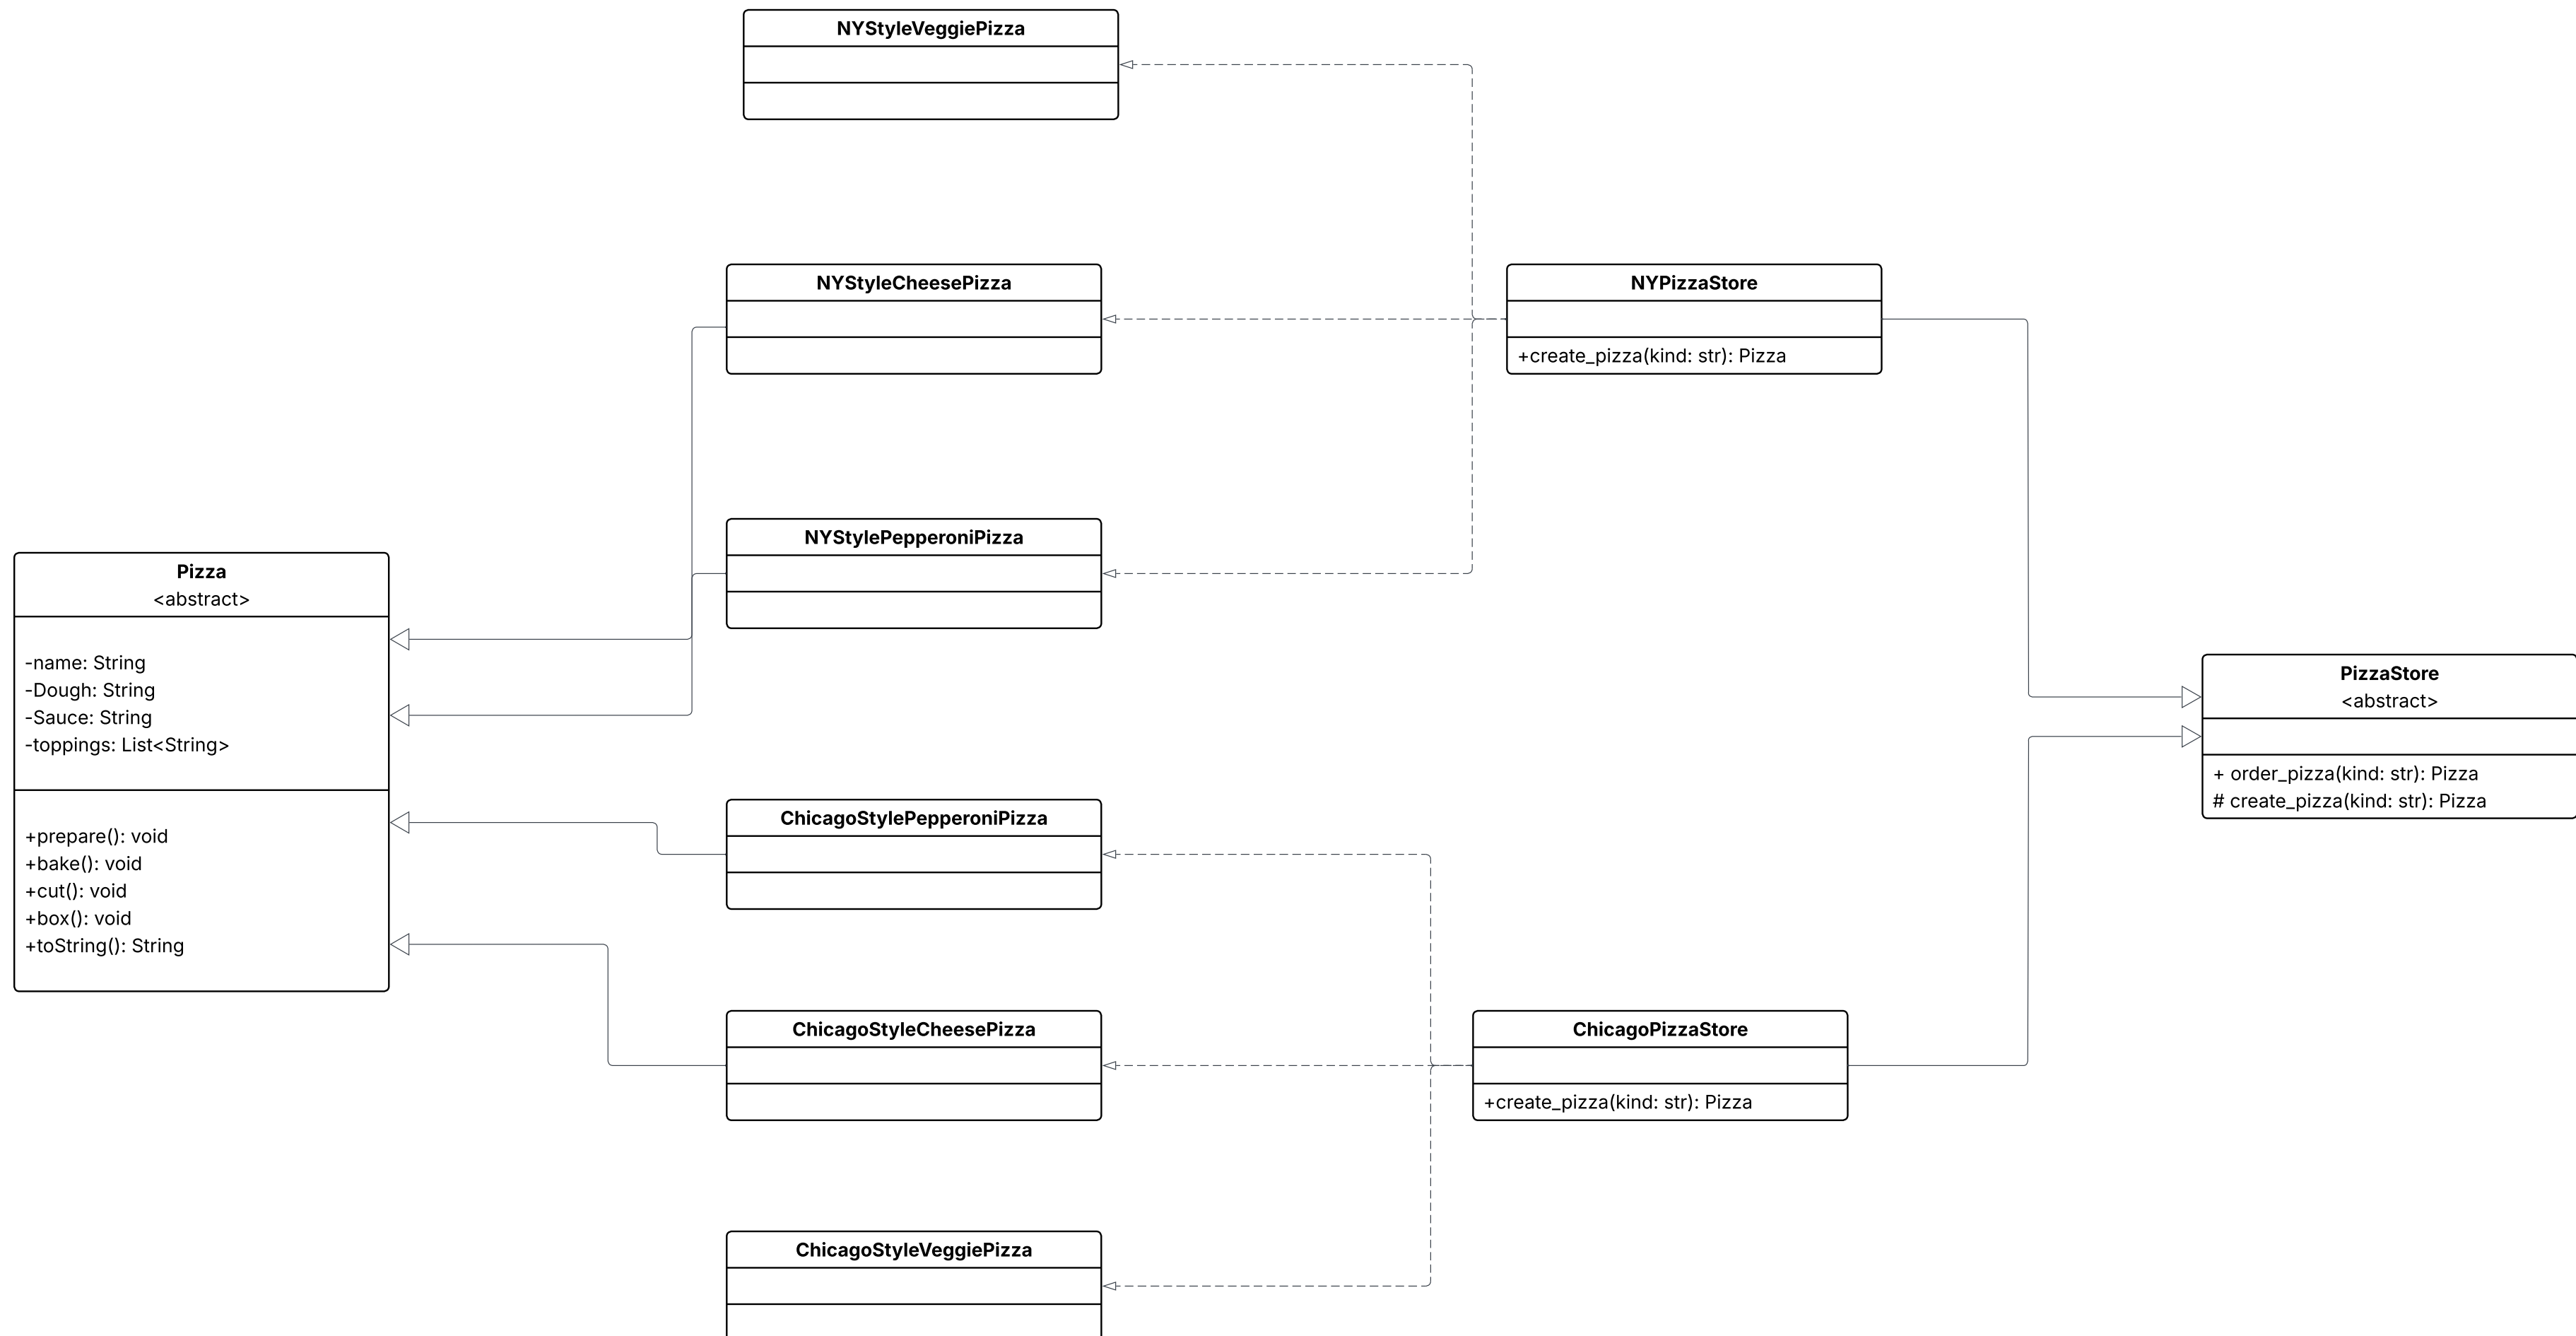 NYStyleVeggiePizza
NYStyleCheesePizza
NYPizzaStore
+create_pizza(kind: str): Pizza
NYStylePepperoniPizza
Pizza
<abstract>
-name: String
-Dough: String
-Sauce: String
-toppings: List<String>
+prepare(): void
+bake(): void
+cut(): void
+box(): void
+toString(): String
PizzaStore
<abstract>
+ order_pizza(kind: str): Pizza
# create_pizza(kind: str): Pizza
ChicagoStylePepperoniPizza
ChicagoStyleCheesePizza
ChicagoPizzaStore
+create_pizza(kind: str): Pizza
ChicagoStyleVeggiePizza